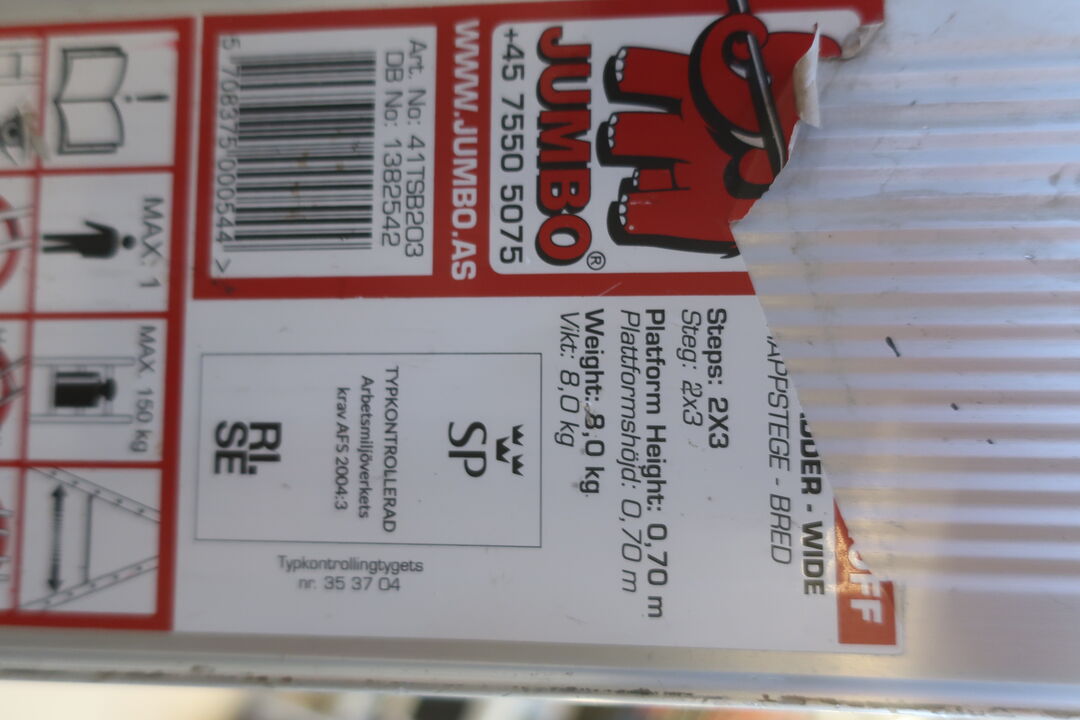 JUMBO®
+45 7550 5075
WWW.JUMBO.AS
Art. No: 41TSB203
DB No: 1382542
5 708375 000544 >
- WIDE
- BRED
Steps: 2X3
Steg: 2x3
Platform Height: 0,70 m
Plattformshöjd: 0,70 m
Weight: 8,0 kg.
Vikt: 8,0 kg
SP
TYPKONTROLLERAD
Arbetsmiljöverkets
krav AFS 2004:3
RI.
SE
Typkontrollingtygets
nr. 35 37 04
MAX: 1
MAX. 150 kg